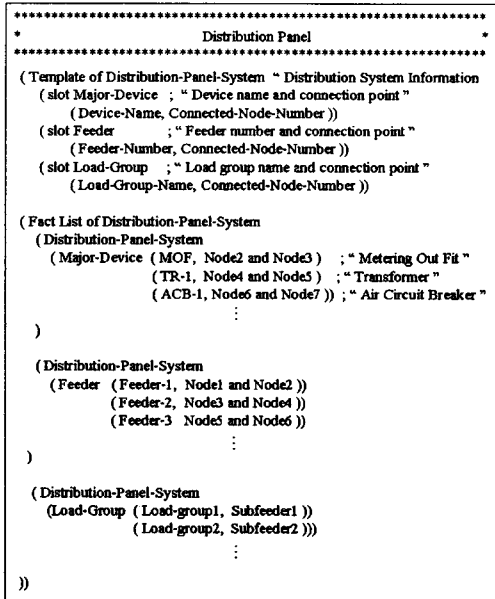 ************************************************************
* Distribution Panel *
************************************************************
( Template of Distribution-Panel-System “ Distribution System Information
( slot Major-Device ; “ Device name and connection point ”
( Device-Name, Connected-Node-Number ))
( slot Feeder ; “ Feeder number and connection point ”
( Feeder-Number, Connected-Node-Number ))
( slot Load-Group ; “ Load group name and connection point ”
( Load-Group-Name, Connected-Node-Number ))
( Fact List of Distribution-Panel-System
( Distribution-Panel-System
( Major-Device ( MOF, Node2 and Node3 ) ; “ Metering Out Fit ”
( TR-1, Node4 and Node5 ) ; “ Transformer ”
( ACB-1, Node6 and Node7 )) ; “ Air Circuit Breaker ”
⋮
)
( Distribution-Panel-System
( Feeder ( Feeder-1, Node1 and Node2 ))
( Feeder-2, Node3 and Node4 ))
( Feeder-3 Node5 and Node6 ))
⋮
)
( Distribution-Panel-System
(Load-Group ( Load-group1, Subfeeder1 ))
( Load-group2, Subfeeder2 )))
⋮
))